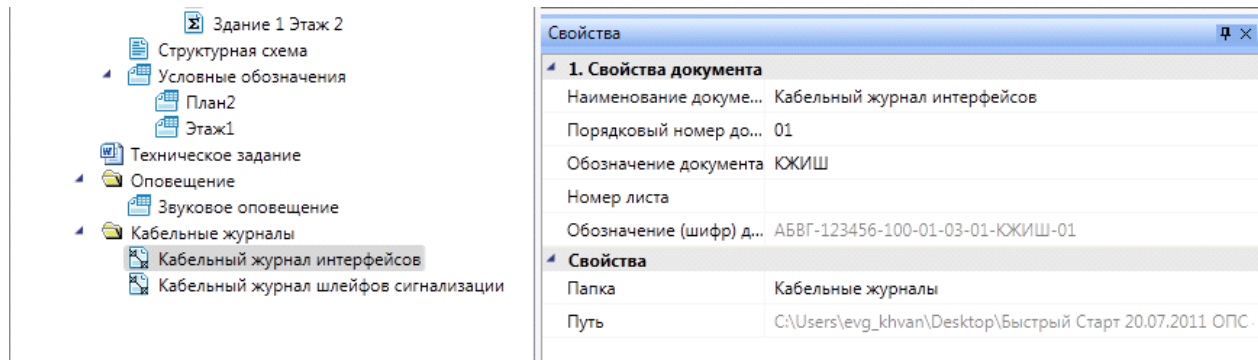 Здание 1 Этаж 2
Структурная схема
Условные обозначения
План2
Этаж1
Техническое задание
Оповещение
Звуковое оповещение
Кабельные журналы
Кабельный журнал интерфейсов
Кабельный журнал шлейфов сигнализации
Свойства
1. Свойства документа
Наименование докуме... Кабельный журнал интерфейсов
Порядковый номер до... 01
Обозначение документа КЖИШ
Номер листа
Обозначение (шифр) д... АБВГ-123456-100-01-03-01-КЖИШ-01
Свойства
Папка Кабельные журналы
Путь C:\Users\evg_khvan\Desktop\Быстрый Старт 20.07.2011 ОПС